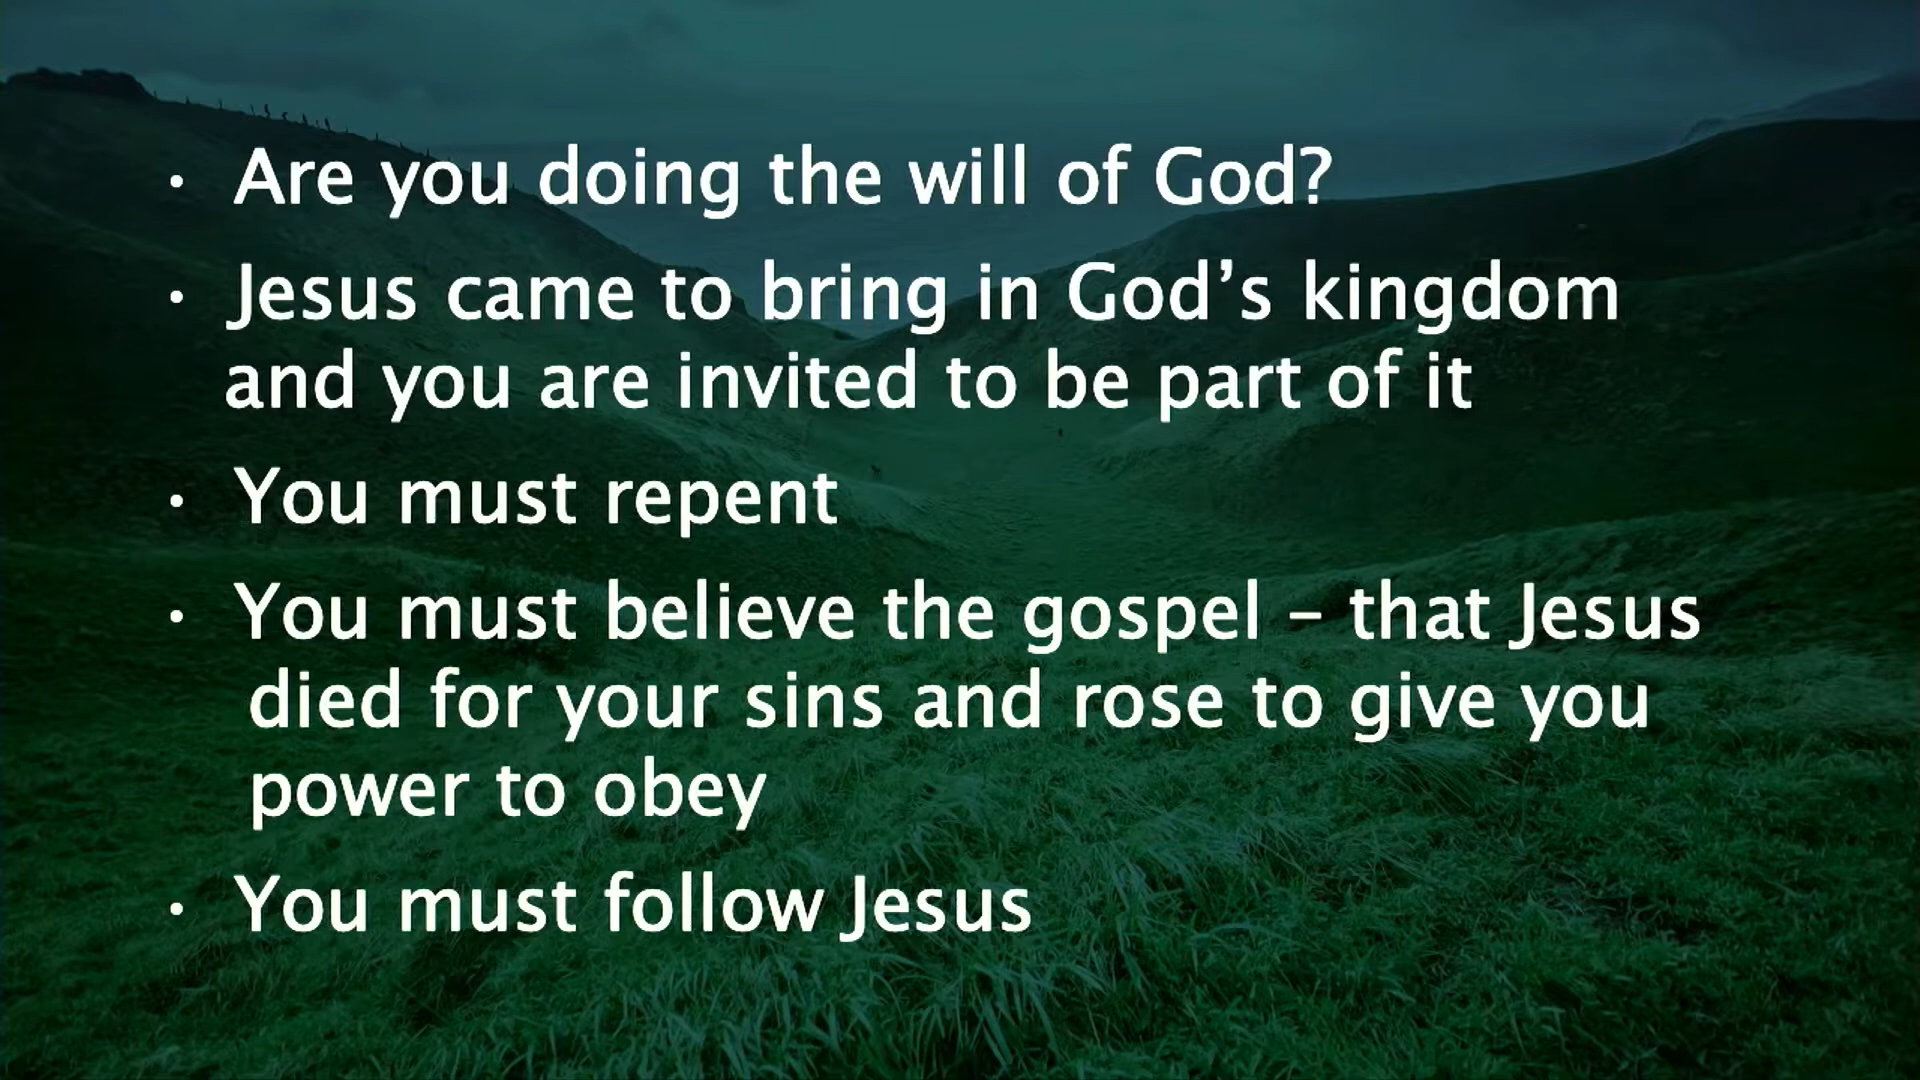 • Are you doing the will of God?
• Jesus came to bring in God’s kingdom
and you are invited to be part of it
• You must repent
• You must believe the gospel – that Jesus
died for your sins and rose to give you
power to obey
• You must follow Jesus